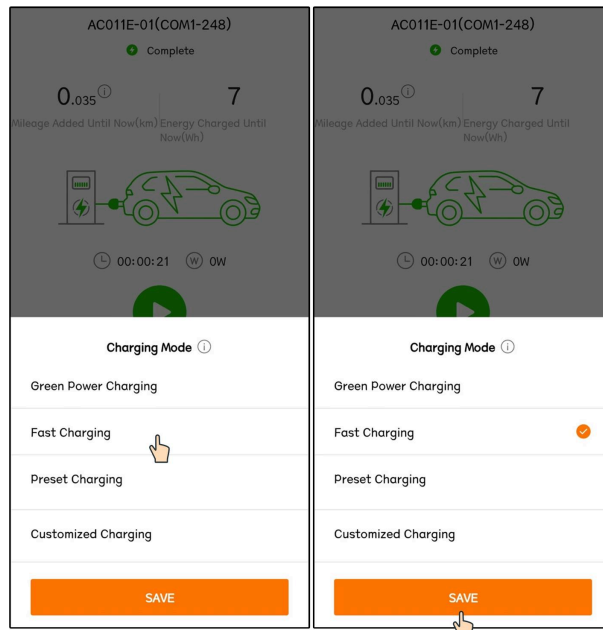 AC011E-01(COM1-248)
Complete
0.035
7
Mileage Added Until Now(km)
Energy Charged Until
Now(Wh)
00:00:21
W
0W
Charging Mode
Green Power Charging
Fast Charging
Preset Charging
Customized Charging
SAVE
AC011E-01(COM1-248)
Complete
0.035
7
Mileage Added Until Now(km)
Energy Charged Until
Now(Wh)
00:00:21
W
0W
Charging Mode
Green Power Charging
Fast Charging
Preset Charging
Customized Charging
SAVE